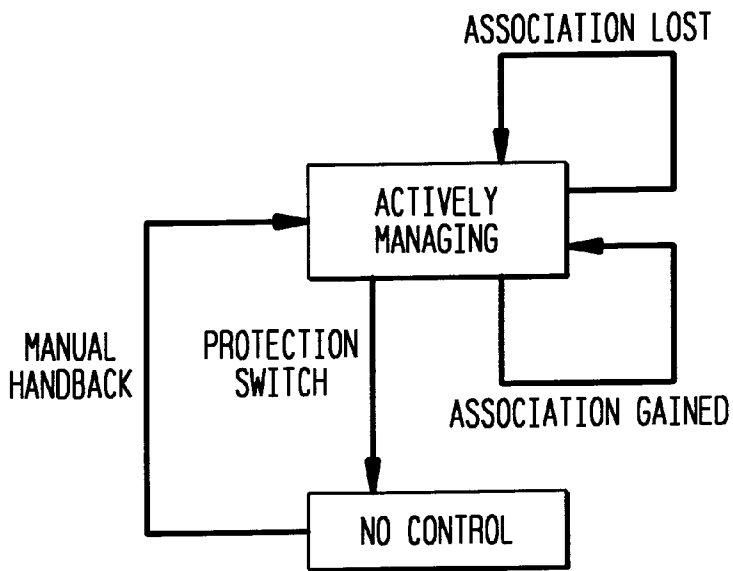 ASSOCIATION LOST
ACTIVELY
MANAGING
MANUAL
HANDBACK
PROTECTION
SWITCH
ASSOCIATION GAINED
NO CONTROL